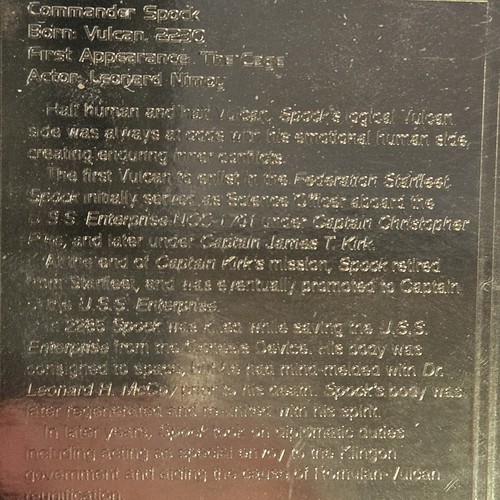 Commander Spock
Born: Vulcan, 2230
First Appearance: The Cage
Actor: Leonard Nimoy
Half human and half Vulcan, Spock's logical Vulcan
side was always at odds with his emotional human side,
creating enduring inner conflicts.
The first Vulcan to enlist in the Federation Starfleet,
Spock initially served as Science Officer aboard the
U.S.S. Enterprise NCC-1701 under Captain Christopher
Pike, and later under Captain James T. Kirk.
At the end of Captain Kirk's mission, Spock retired
from Starfleet, and was eventually promoted to Captain
of the U.S.S. Enterprise.
In 2285 Spock was killed while saving the U.S.S.
Enterprise from the Genesis Device. His body was
consigned to space, but he had mind-melded with Dr.
Leonard H. McCoy prior to his death. Spock's body was
later regenerated and reunited with his spirit.
In later years, Spock took on diplomatic duties
including acting as special envoy to the Klingon
government and aiding the cause of Romulan-Vulcan
reunification.